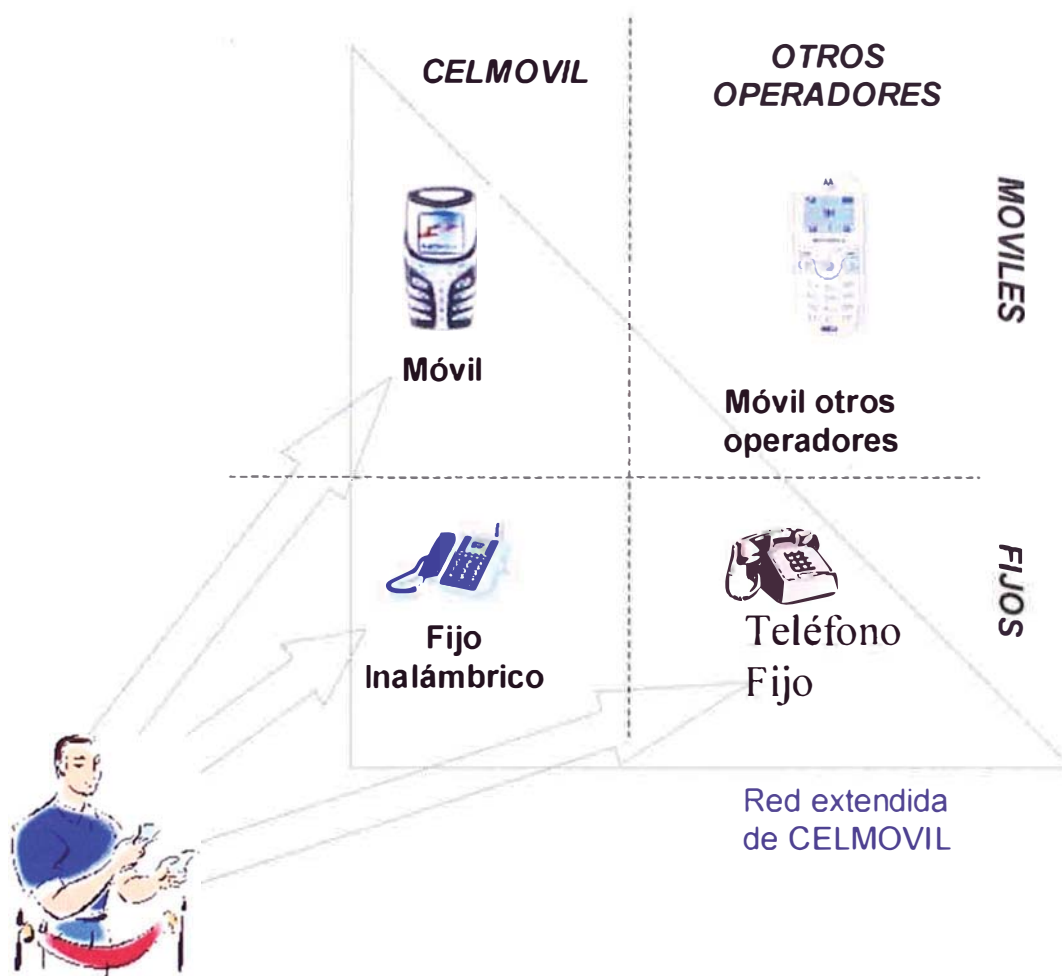 CELMOVIL
OTROS
OPERADORES
MOVILES
Móvil
Móvil otros
operadores
FIJOS
Fijo
Inalámbrico
Teléfono
Fijo
Red extendida
de CELMOVIL